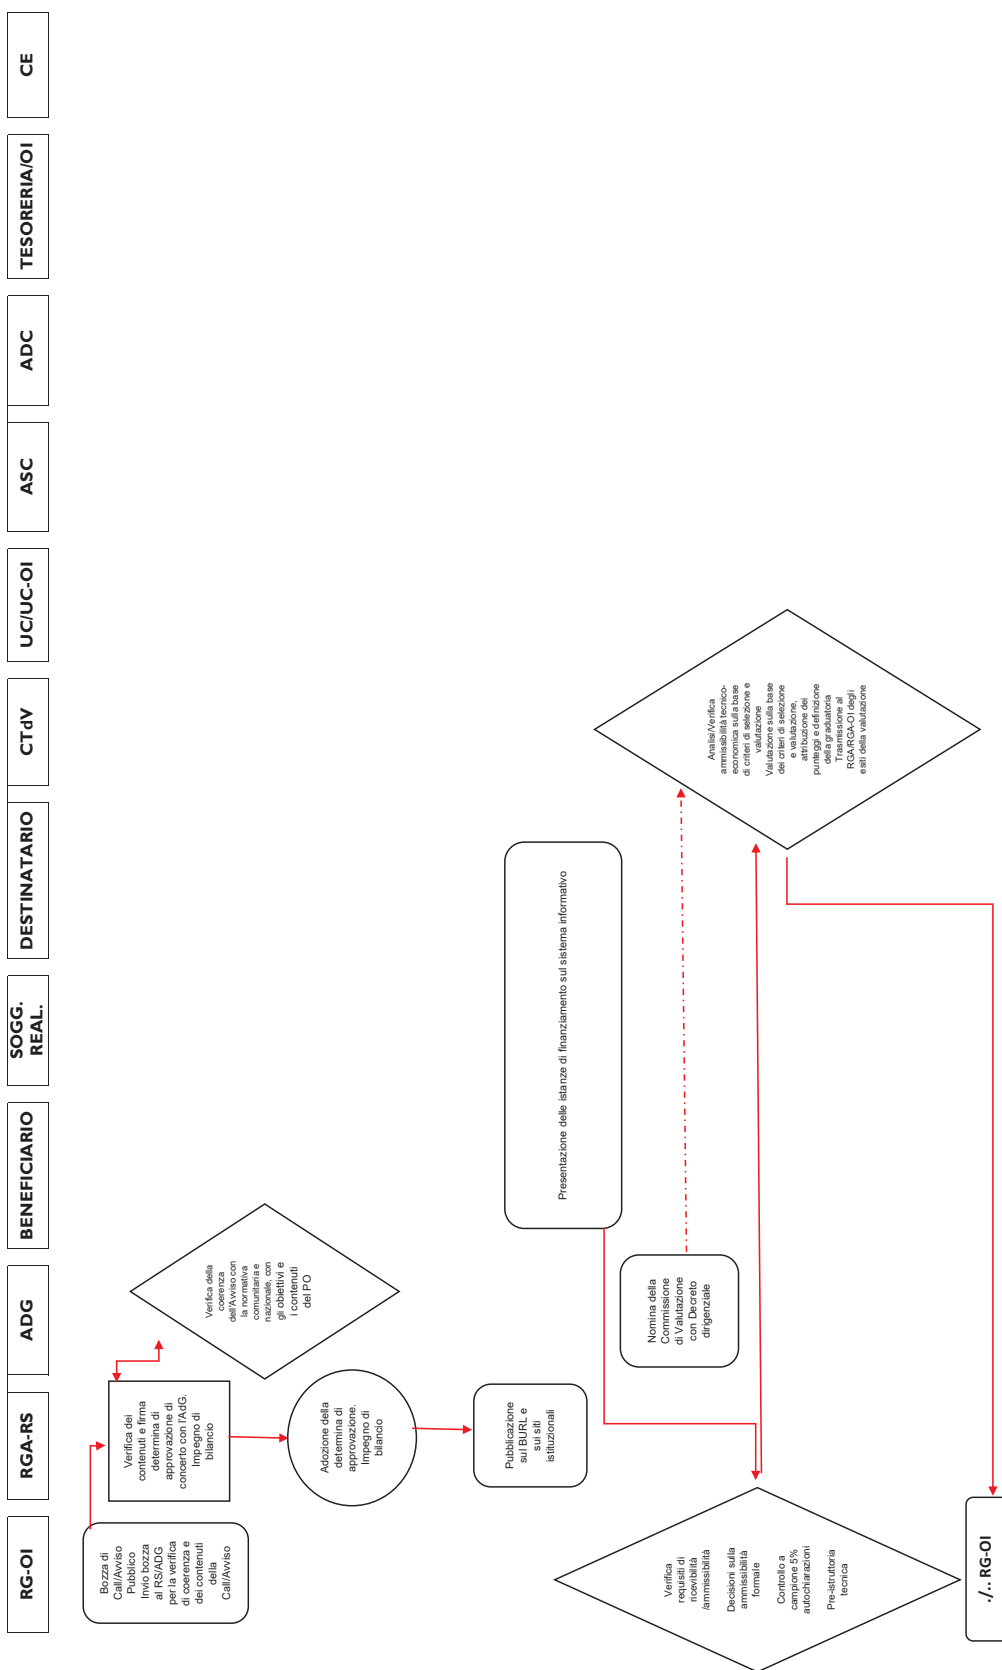 RG-OI
RGA-RS
ADG
BENEFICIARIO
SOGG.
REAL.
DESTINATARIO
CTdV
UC/UC-OI
ASC
ADC
TESORERIA/OI
CE
Bozza di
Call/Avviso
Pubblico
Invio bozza
al RS/ADG
per la verifica
di coerenza e
dei contenuti
della
Call/Avviso
Verifica dei
contenuti e firma
determina di
approvazione di
concerto con l'AdG.
Impegno di
bilancio
Verifica della
coerenza
dell'Avviso con
la normativa
comunitaria e
nazionale, con
gli obiettivi e
i contenuti
del PO
Adozione della
determina di
approvazione.
Impegno di
bilancio
Pubblicazione
sul BURL e
sui siti
istituzionali
Presentazione delle istanze di finanziamento sul sistema informativo
Nomina della
Commissione
di Valutazione
con Decreto
dirigenziale
Verifica
requisiti di
ricevibilità
/ammissibilità
Decisioni sulla
ammissibilità
formale
Controllo a
campione 5%
autochiarazioni
Pre-istruttoria
tecnica
Analisi/Verifica
ammissibilità tecnico-
economica sulla base
di criteri di selezione e
valutazione
Valutazione sulla base
dei criteri di selezione
e valutazione,
attribuzione dei
punteggi e definizione
della graduatoria
Trasmissione al
RGA/RGA-OI degli
esiti della valutazione
./.. RG-OI